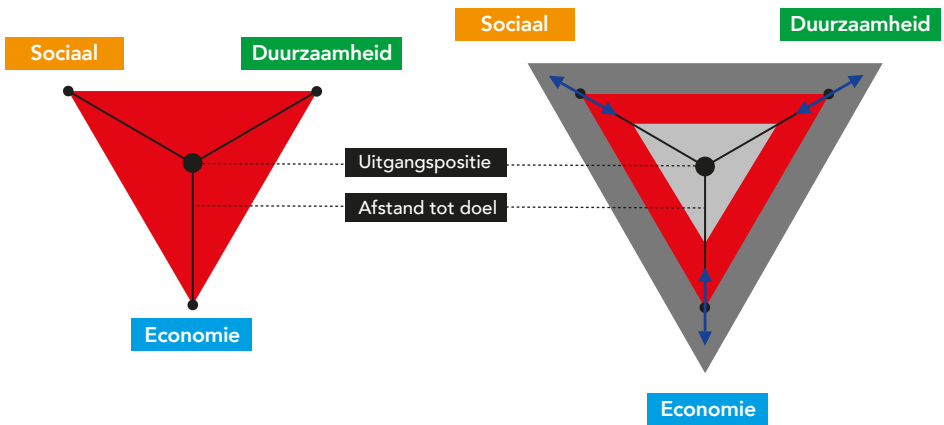 Sociaal
Duurzaamheid
Sociaal
Duurzaamheid
Uitgangspositie
Afstand tot doel
Economie
Economie